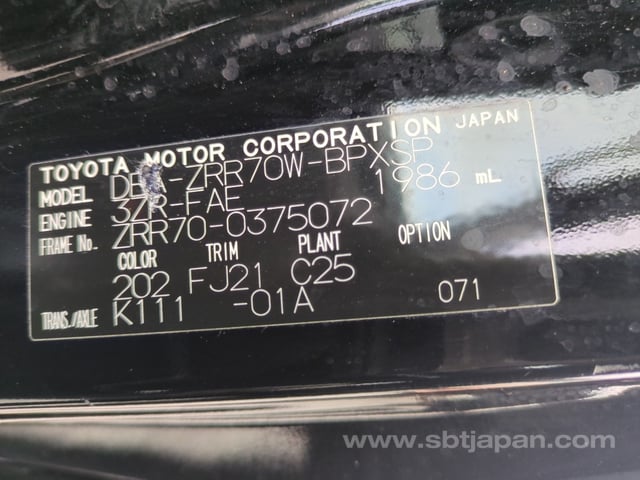 TOYOTA MOTOR CORPORATION JAPAN
MODEL DBA-ZRR70W-BPXSP
ENGINE 3ZR-FAE 1986 mL
FRAME No. ZRR70-0375072
COLOR TRIM PLANT OPTION
202 FJ21 C25
TRANS./AXLE K111 -01A 071
www.sbtjapan.com